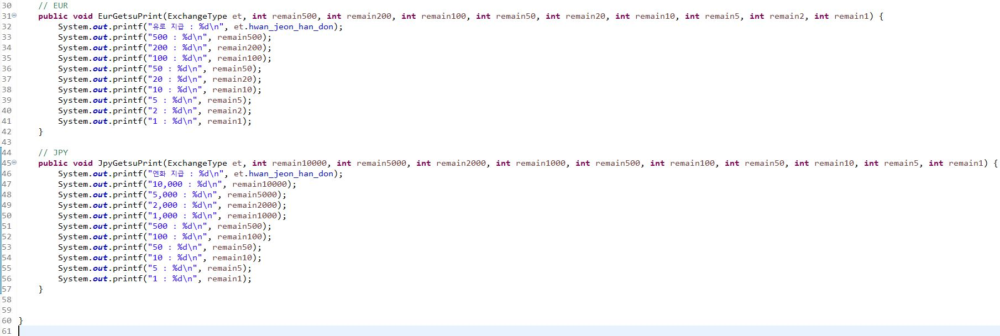 30 // EUR
31 public void EurGetsuPrint(ExchangeType et, int remain500, int remain200, int remain100, int remain50, int remain20, int remain10, int remain5, int remain2, int remain1) {
32 System.out.printf("유로 지급 : %d\n", et.hwan_jeon_han_don);
33 System.out.printf("500 : %d\n", remain500);
34 System.out.printf("200 : %d\n", remain200);
35 System.out.printf("100 : %d\n", remain100);
36 System.out.printf("50 : %d\n", remain50);
37 System.out.printf("20 : %d\n", remain20);
38 System.out.printf("10 : %d\n", remain10);
39 System.out.printf("5 : %d\n", remain5);
40 System.out.printf("2 : %d\n", remain2);
41 System.out.printf("1 : %d\n", remain1);
42 }
43
44 // JPY
45 public void JpyGetsuPrint(ExchangeType et, int remain10000, int remain5000, int remain2000, int remain1000, int remain500, int remain100, int remain50, int remain10, int remain5, int remain1) {
46 System.out.printf("엔화 지급 : %d\n", et.hwan_jeon_han_don);
47 System.out.printf("10,000 : %d\n", remain10000);
48 System.out.printf("5,000 : %d\n", remain5000);
49 System.out.printf("2,000 : %d\n", remain2000);
50 System.out.printf("1,000 : %d\n", remain1000);
51 System.out.printf("500 : %d\n", remain500);
52 System.out.printf("100 : %d\n", remain100);
53 System.out.printf("50 : %d\n", remain50);
54 System.out.printf("10 : %d\n", remain10);
55 System.out.printf("5 : %d\n", remain5);
56 System.out.printf("1 : %d\n", remain1);
57 }
58
59
60 }
61